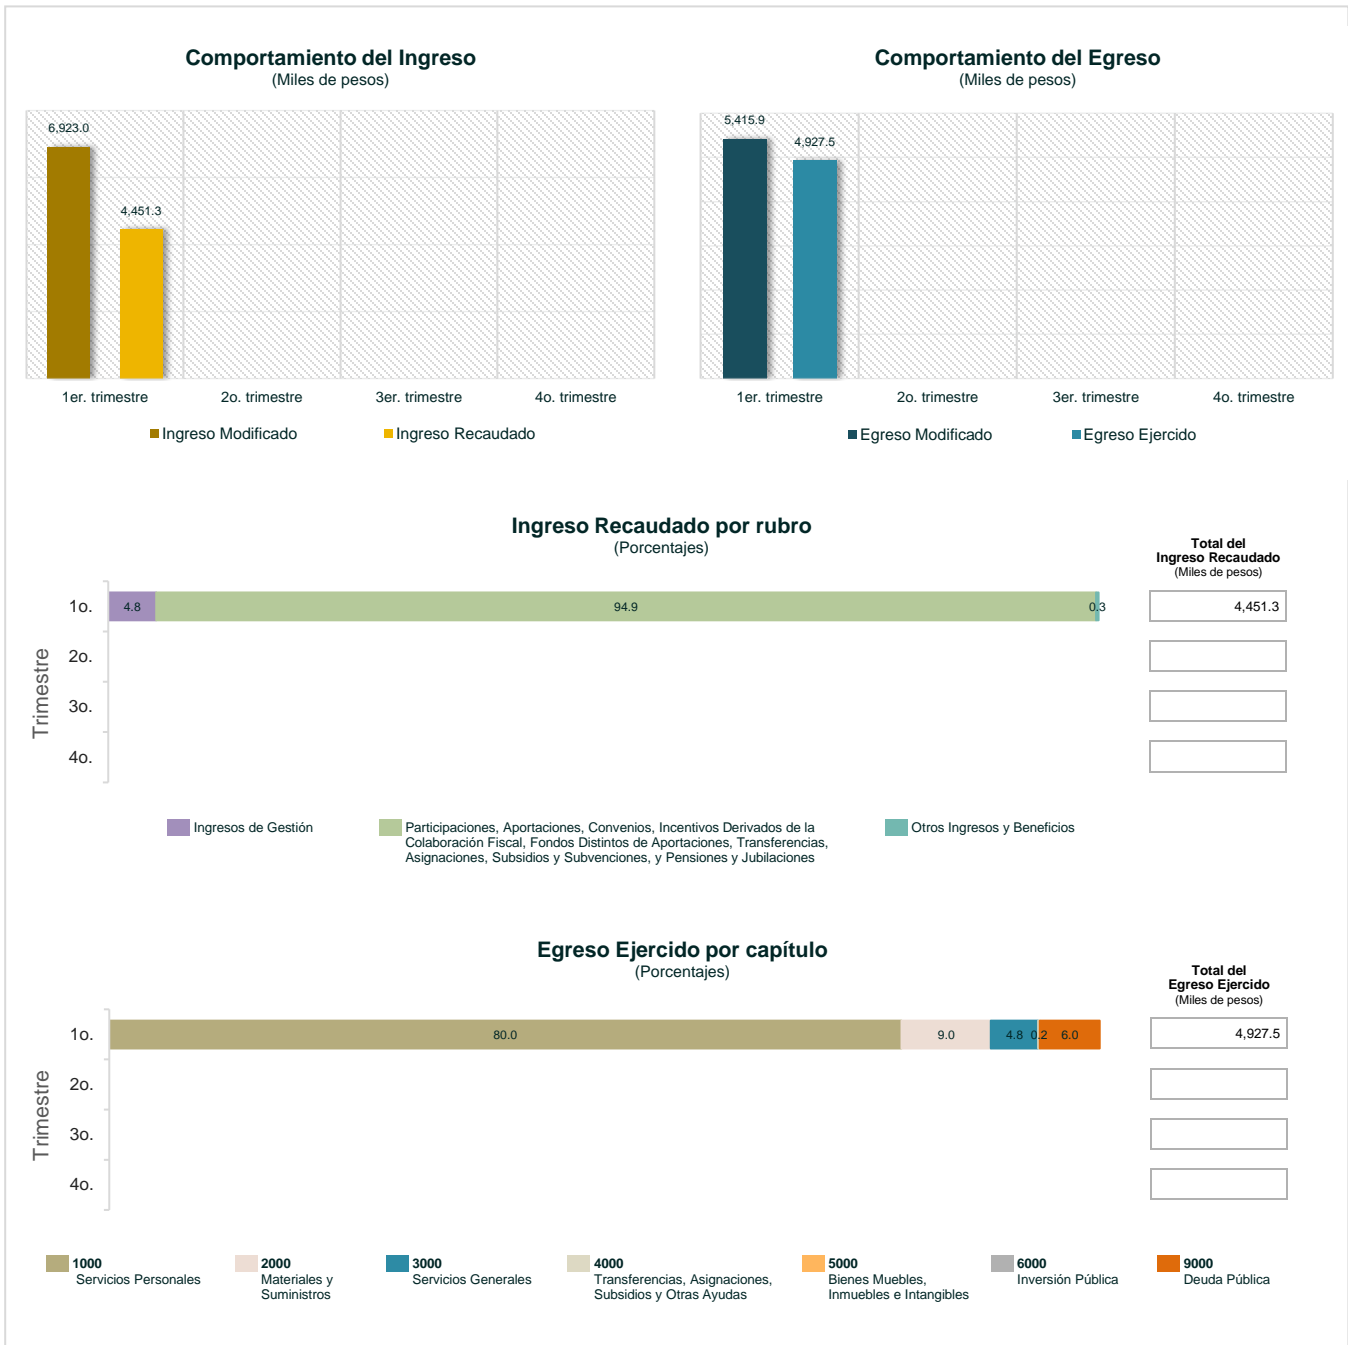 Comportamiento del Ingreso
(Miles de pesos)
6,923.0
4,451.3
1er. trimestre
2o. trimestre
3er. trimestre
4o. trimestre
Ingreso Modificado
Ingreso Recaudado
Comportamiento del Egreso
(Miles de pesos)
5,415.9
4,927.5
1er. trimestre
2o. trimestre
3er. trimestre
4o. trimestre
Egreso Modificado
Egreso Ejercido
Ingreso Recaudado por rubro
(Porcentajes)
Total del
Ingreso Recaudado
(Miles de pesos)
Trimestre
1o.
4.8
94.9
0.3
4,451.3
2o.
3o.
4o.
Ingresos de Gestión
Participaciones, Aportaciones, Convenios, Incentivos Derivados de la
Colaboración Fiscal, Fondos Distintos de Aportaciones, Transferencias,
Asignaciones, Subsidios y Subvenciones, y Pensiones y Jubilaciones
Otros Ingresos y Beneficios
Egreso Ejercido por capítulo
(Porcentajes)
Total del
Egreso Ejercido
(Miles de pesos)
Trimestre
1o.
80.0
9.0
4.8
0.2
6.0
4,927.5
2o.
3o.
4o.
1000
Servicios Personales
2000
Materiales y
Suministros
3000
Servicios Generales
4000
Transferencias, Asignaciones,
Subsidios y Otras Ayudas
5000
Bienes Muebles,
Inmuebles e Intangibles
6000
Inversión Pública
9000
Deuda Pública